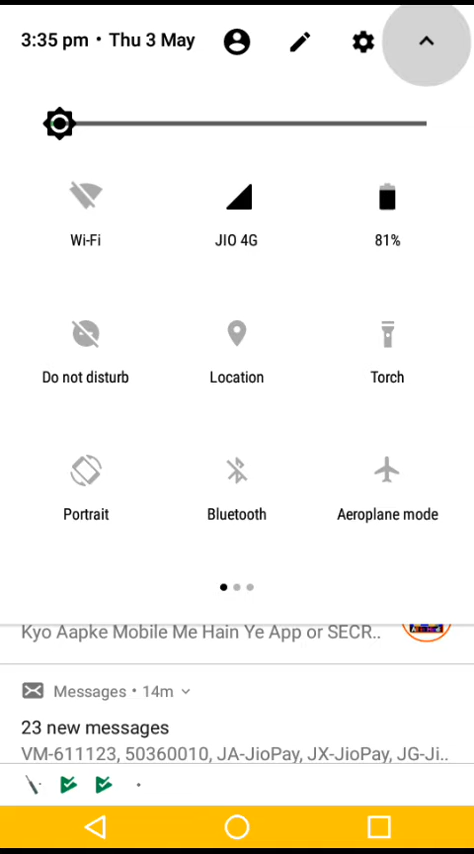 3:35 pm • Thu 3 May
Wi-Fi
JIO 4G
81%
Do not disturb
Location
Torch
Portrait
Bluetooth
Aeroplane mode
Kyo Aapke Mobile Me Hain Ye App or SECR..
Messages • 14m
23 new messages
VM-611123, 50360010, JA-JioPay, JX-JioPay, JG-Ji..